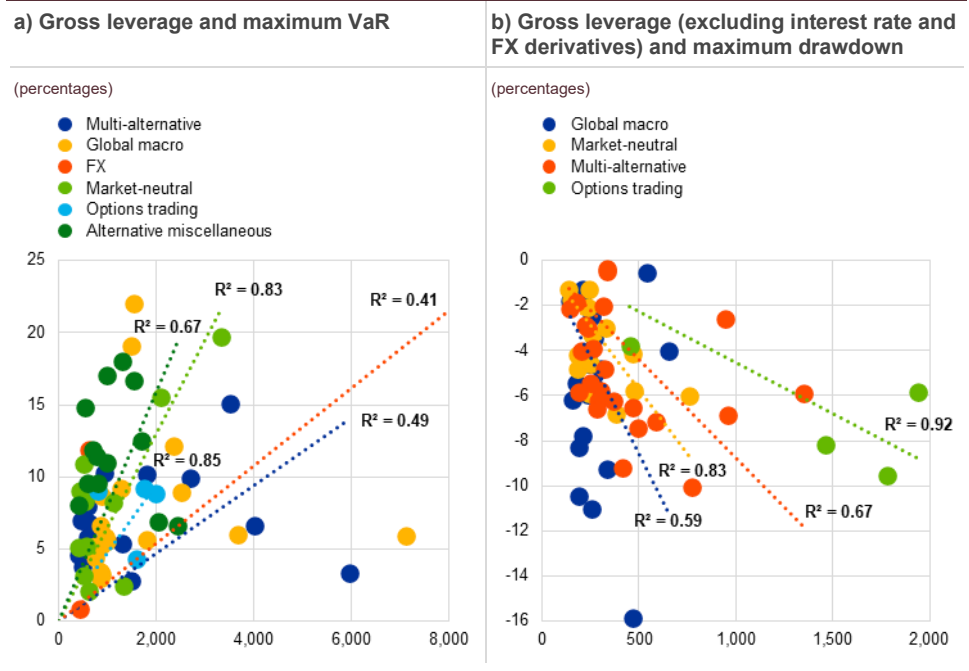 a) Gross leverage and maximum VaR
(percentages)
Multi-alternative
Global macro
FX
Market-neutral
Options trading
Alternative miscellaneous
25
20
15
10
5
0
0
2,000
4,000
6,000
8,000
R² = 0.83
R² = 0.67
R² = 0.41
R² = 0.49
R² = 0.85
b) Gross leverage (excluding interest rate and
FX derivatives) and maximum drawdown
(percentages)
Global macro
Market-neutral
Multi-alternative
Options trading
0
-2
-4
-6
-8
-10
-12
-14
-16
0
500
1,000
1,500
2,000
R² = 0.92
R² = 0.83
R² = 0.67
R² = 0.59